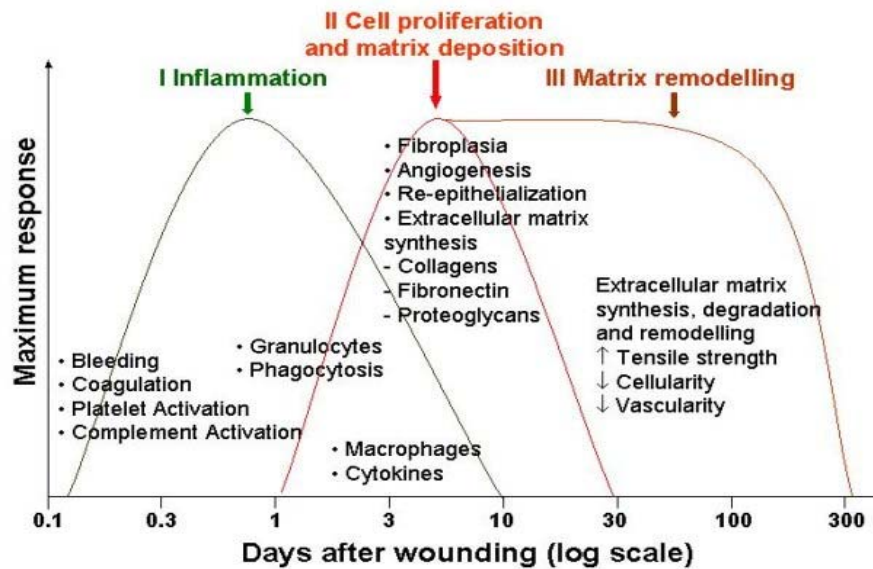 II Cell proliferation
and matrix deposition
I Inflammation
III Matrix remodelling
Maximum response
• Fibroplasia
• Angiogenesis
• Re-epithelialization
• Extracellular matrix
synthesis
- Collagens
- Fibronectin
- Proteoglycans
Extracellular matrix
synthesis, degradation
and remodelling
↑ Tensile strength
↓ Cellularity
↓ Vascularity
• Granulocytes
• Phagocytosis
• Bleeding
• Coagulation
• Platelet Activation
• Complement Activation
• Macrophages
• Cytokines
0.1 0.3 1 3 10 30 100 300
Days after wounding (log scale)